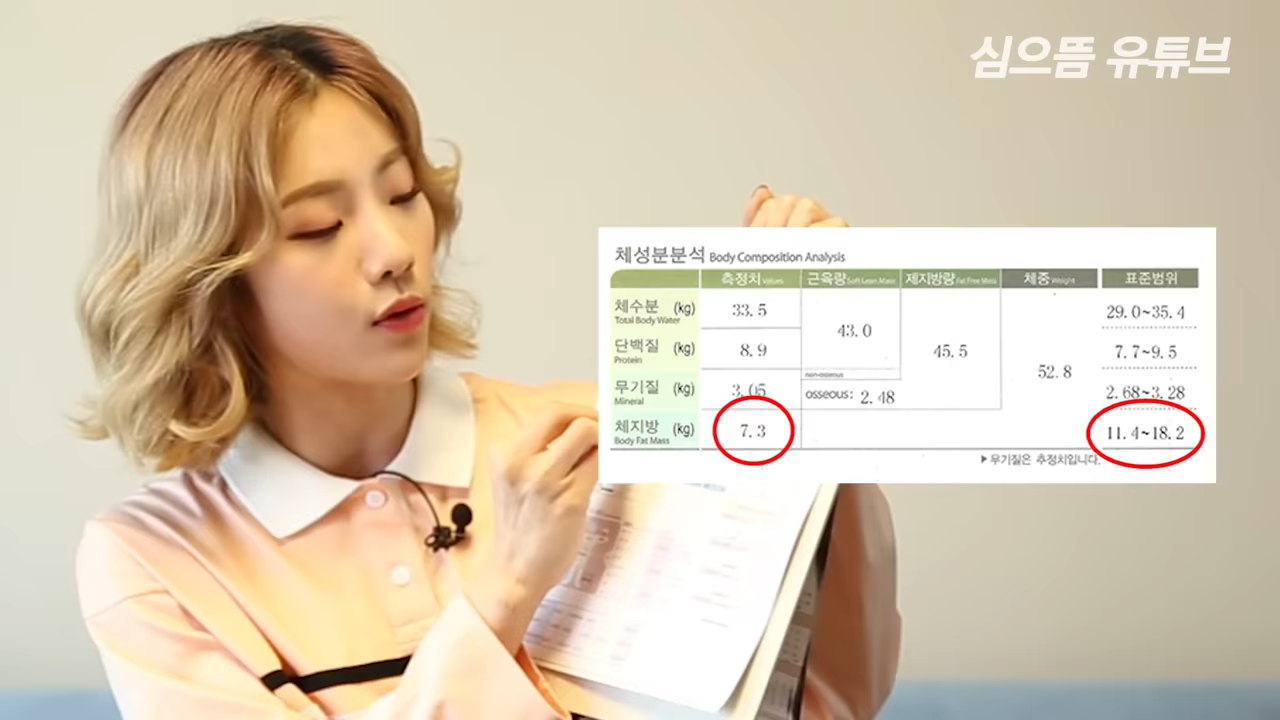 심으뜸 유튜브
체성분분석 Body Composition Analysis
측정치 Values 근육량 Soft Lean Mass 제지방량 Fat Free Mass 체중 Weight 표준범위
체수분 (kg) 33.5 29.0~35.4
Total Body Water
43.0
단백질 (kg) 8.9 45.5 7.7~9.5
Protein
52.8
non-osseous
무기질 (kg) 3.05 osseous: 2.48 2.68~3.28
Mineral
체지방 (kg) 7.3 11.4~18.2
Body Fat Mass
▶무기질은 추정치입니다.